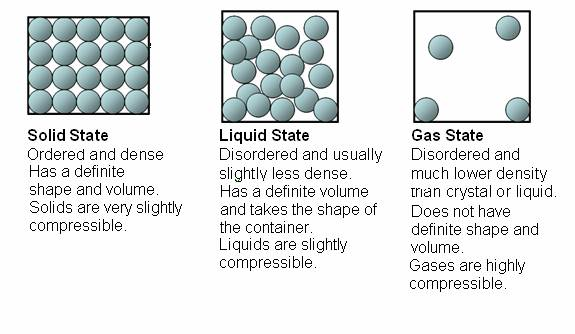 Solid State
Ordered and dense
Has a definite
shape and volume.
Solids are very slightly
compressible.
Liquid State
Disordered and usually
slightly less dense.
Has a definite volume
and takes the shape of
the container.
Liquids are slightly
compressible.
Gas State
Disordered and
much lower density
than crystal or liquid.
Does not have
definite shape and
volume.
Gases are highly
compressible.